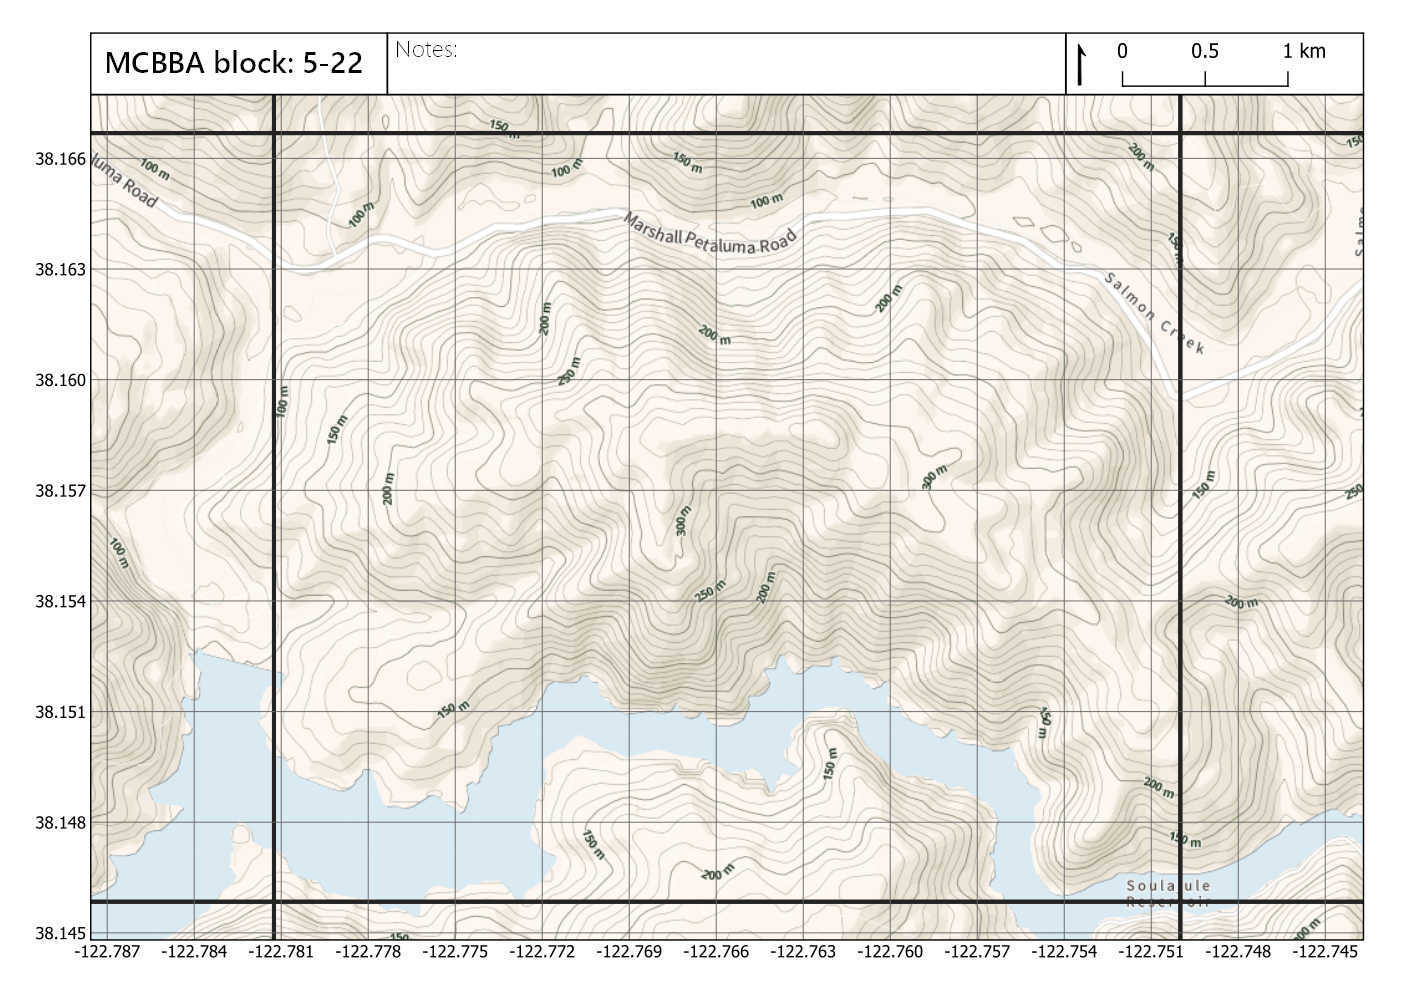 MCBBA block: 5-22
Notes:
0 0.5 1 km
150 m
200 m
150
38.166
100 m
100 m
150 m
luma Road
100 m
100 m
Marshall Petaluma Road
150 m
Salm
38.163
Salmon Creek
200 m
200 m
200 m
250 m
38.160
100 m
150 m
200 m
300 m
150 m
250
38.157
300 m
100 m
250 m
200 m
200 m
38.154
150 m
150 m
38.151
150 m
200 m
38.148
150 m
150 m
200 m
Soulajule
Reservoir
00 m
150
38.145
-122.787 -122.784 -122.781 -122.778 -122.775 -122.772 -122.769 -122.766 -122.763 -122.760 -122.757 -122.754 -122.751 -122.748 -122.745